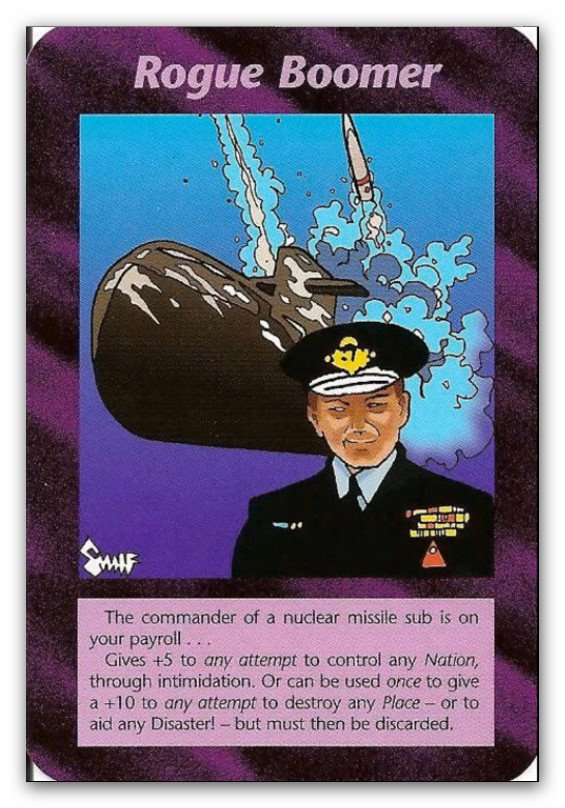 Rogue Boomer
The commander of a nuclear missile sub is on
your payroll . . .
Gives +5 to any attempt to control any Nation,
through intimidation. Or can be used once to give
a +10 to any attempt to destroy any Place – or to
aid any Disaster! – but must then be discarded.